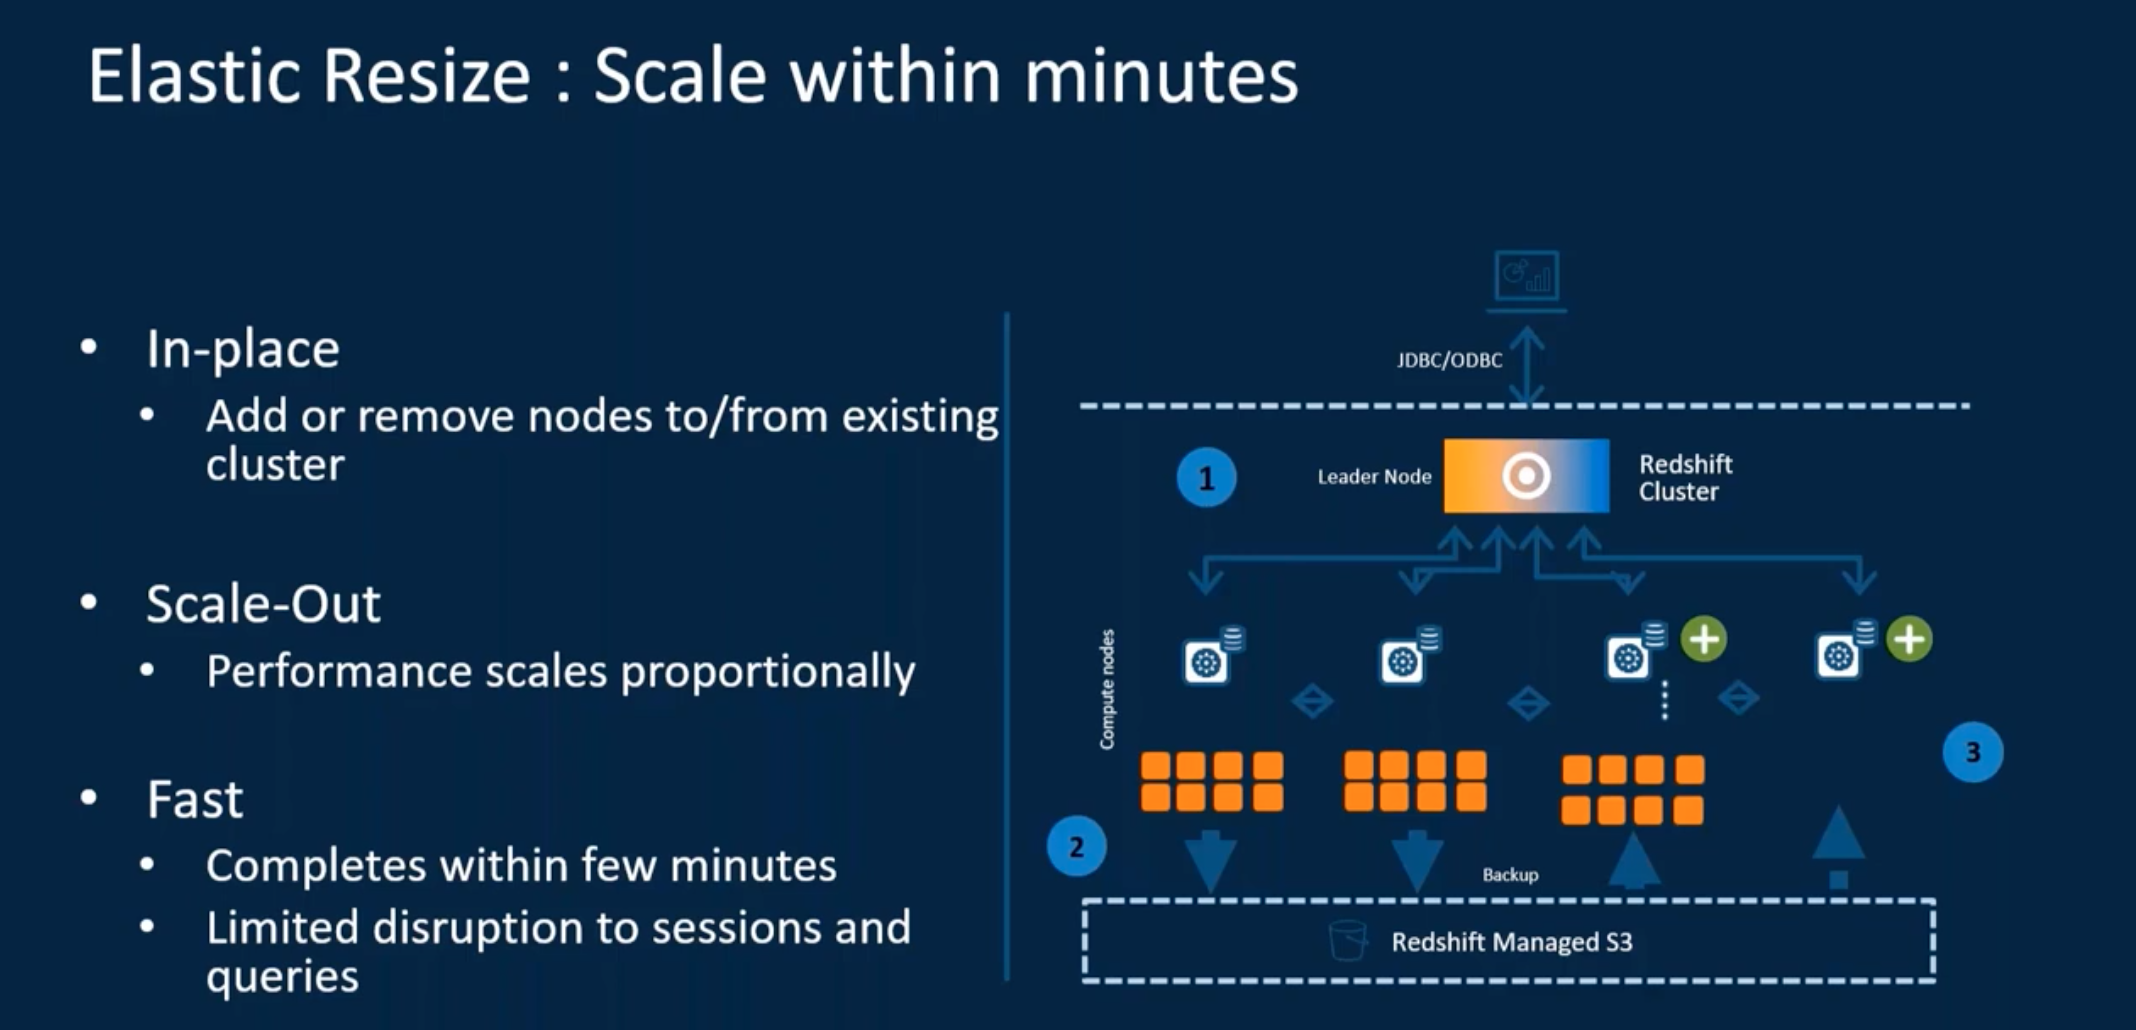 Elastic Resize : Scale within minutes
• In-place
• Add or remove nodes to/from existing
cluster
• Scale-Out
• Performance scales proportionally
• Fast
• Completes within few minutes
• Limited disruption to sessions and
queries
JDBC/ODBC
1
Leader Node
Redshift
Cluster
Compute nodes
2
3
Backup
Redshift Managed S3